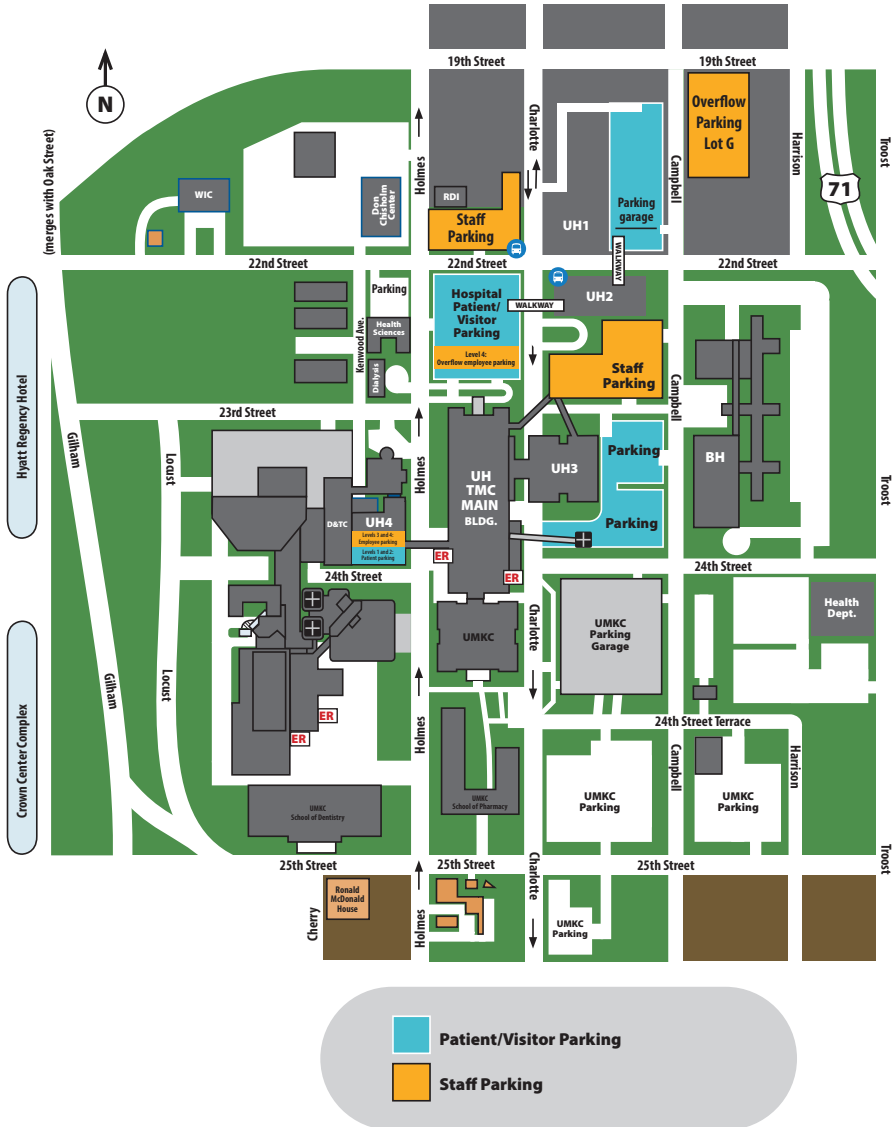 19th Street
19th Street
N
(merges with Oak Street)
Holmes
Charlotte
Overflow
Parking
Lot G
Campbell
Harrison
71
Troost
WIC
Don
Chisholm
Center
RDI
Staff
Parking
UH1
Parking
garage
WALKWAY
22nd Street
22nd Street
22nd Street
Parking
Kenwood Ave.
Health
Sciences
Dialysis
Hospital
Patient/
Visitor
Parking
Level 4:
Overflow employee parking
WALKWAY
UH2
Staff
Parking
Campbell
Hyatt Regency Hotel
Gilham
23rd Street
Locust
Holmes
UH
TMC
MAIN
BLDG.
UH3
Parking
Parking
BH
Troost
D&TC
UH4
Levels 3 and 4:
Employee parking
Levels 1 and 2:
Patient parking
ER
ER
24th Street
24th Street
Crown Center Complex
Gilham
Locust
UMKC
Charlotte
UMKC
Parking
Garage
Health
Dept.
ER
ER
Holmes
24th Street Terrace
Campbell
Harrison
UMKC
School of Dentistry
UMKC
School of Pharmacy
UMKC
Parking
UMKC
Parking
25th Street
25th Street
25th Street
Troost
Cherry
Ronald
McDonald
House
Holmes
Charlotte
UMKC
Parking
Patient/Visitor Parking
Staff Parking